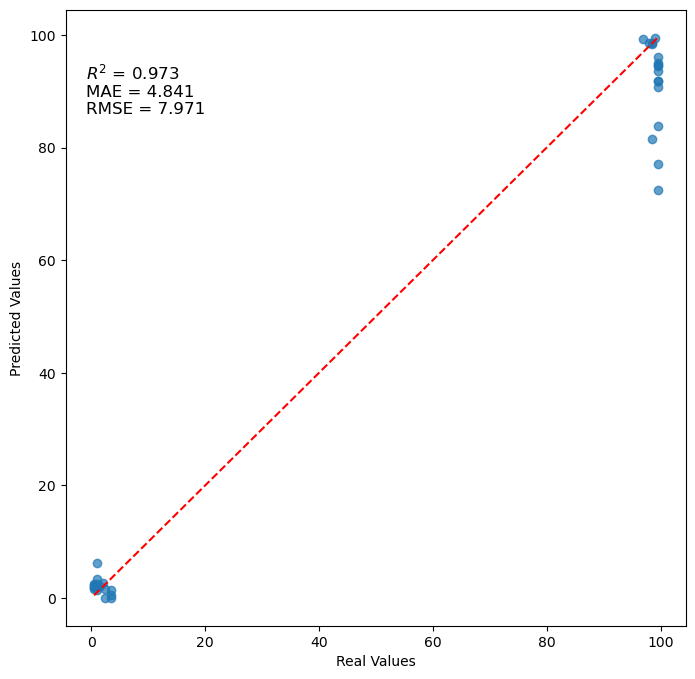 R² = 0.973
MAE = 4.841
RMSE = 7.971
100
80
60
40
20
0
Predicted Values
0 20 40 60 80 100
Real Values